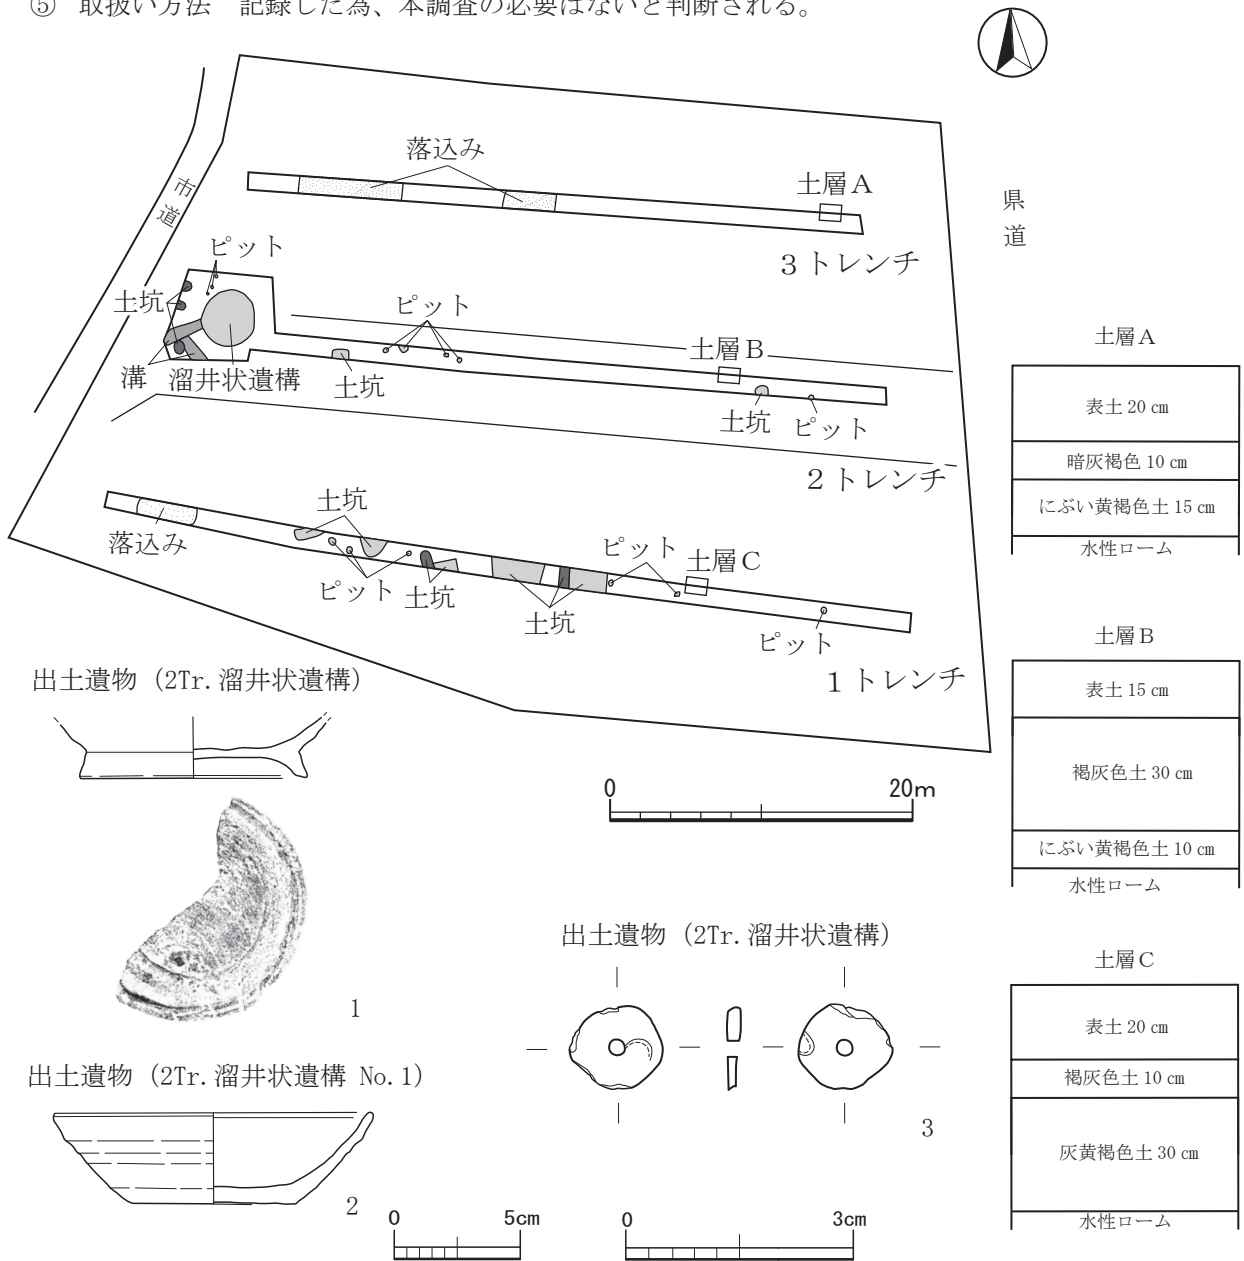 ⑤ 取扱い方法 記録した為、本調査の必要はないと判断される。
落込み
土層A
3トレンチ
市道
県道
ピット
土坑
溝
溜井状遺構
土坑
ピット
土層B
土坑
ピット
2トレンチ
落込み
土坑
ピット
土坑
土坑
ピット
土層C
ピット
1トレンチ
0
20m
土層A
表土 20 ㎝
暗灰褐色 10 ㎝
にぶい黄褐色土 15 ㎝
水性ローム
土層B
表土 15 ㎝
褐灰色土 30 ㎝
にぶい黄褐色土 10 ㎝
水性ローム
土層C
表土 20 ㎝
褐灰色土 10 ㎝
灰黄褐色土 30 ㎝
水性ローム
出土遺物 (2Tr.溜井状遺構)
1
出土遺物 (2Tr.溜井状遺構 No.1)
2
0
5cm
出土遺物 (2Tr.溜井状遺構)
3
0
3cm